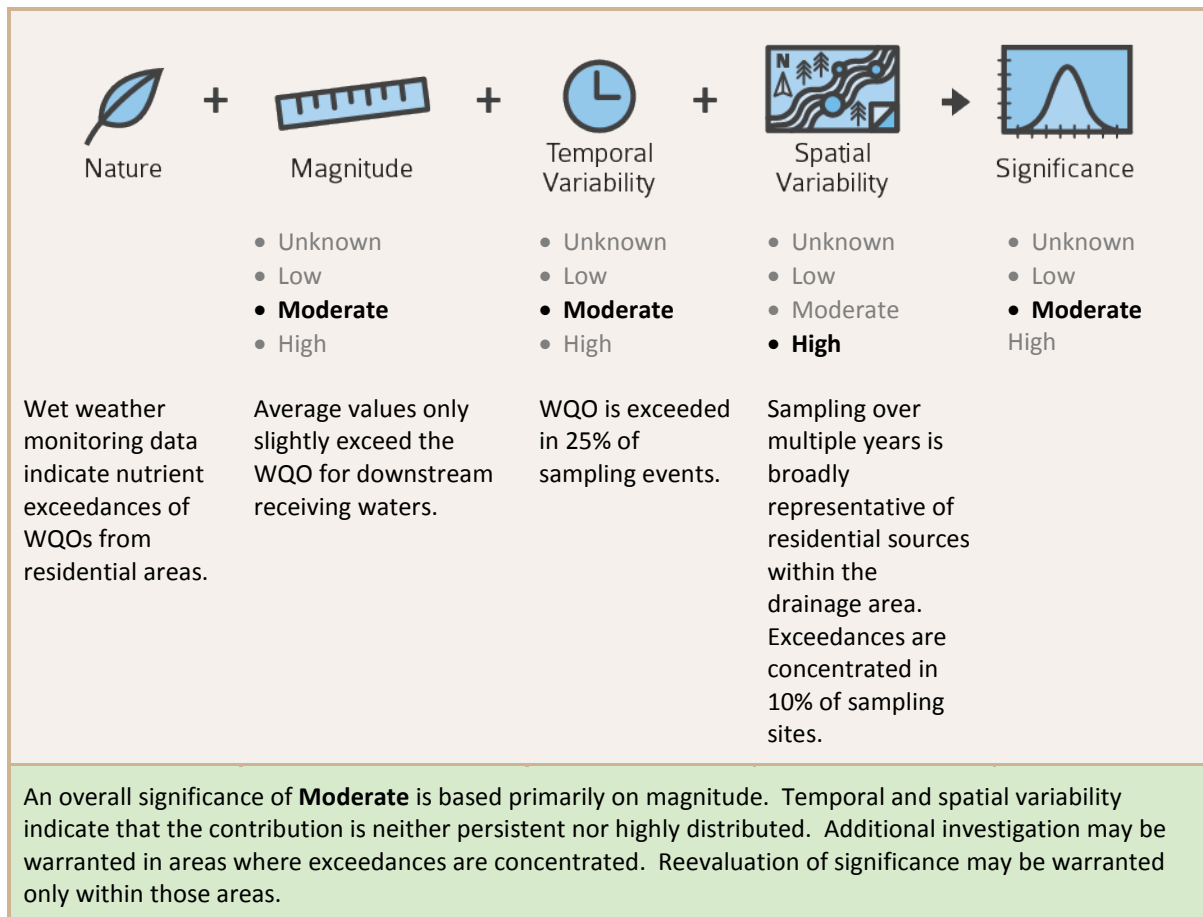 N
Nature
+
Magnitude
+
Temporal
Variability
+
Spatial
Variability
Significance
• Unknown
• Low
• Moderate
• High
• Unknown
• Low
• Moderate
• High
• Unknown
• Low
• Moderate
• High
• Unknown
• Low
• Moderate
High
Wet weather
monitoring data
indicate nutrient
exceedances of
WQOs from
residential areas.
Average values only
slightly exceed the
WQO for downstream
receiving waters.
WQO is exceeded
in 25% of
sampling events.
Sampling over
multiple years is
broadly
representative of
residential sources
within the
drainage area.
Exceedances are
concentrated in
10% of sampling
sites.
An overall significance of Moderate is based primarily on magnitude. Temporal and spatial variability
indicate that the contribution is neither persistent nor highly distributed. Additional investigation may be
warranted in areas where exceedances are concentrated. Reevaluation of significance may be warranted
only within those areas.